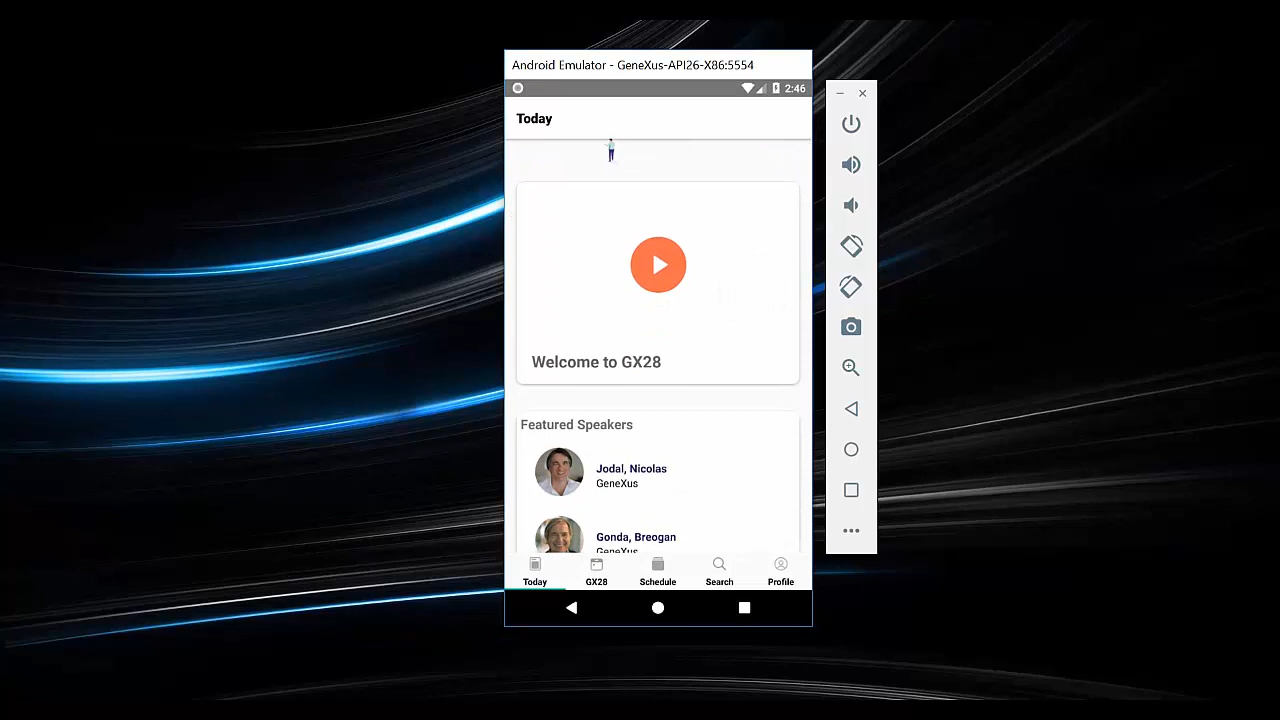 Android Emulator - GeneXus-API26-X86:5554
2:46
Today
Welcome to GX28
Featured Speakers
Jodal, Nicolas
GeneXus
Gonda, Breogan
GeneXus
Today GX28 Schedule Search Profile